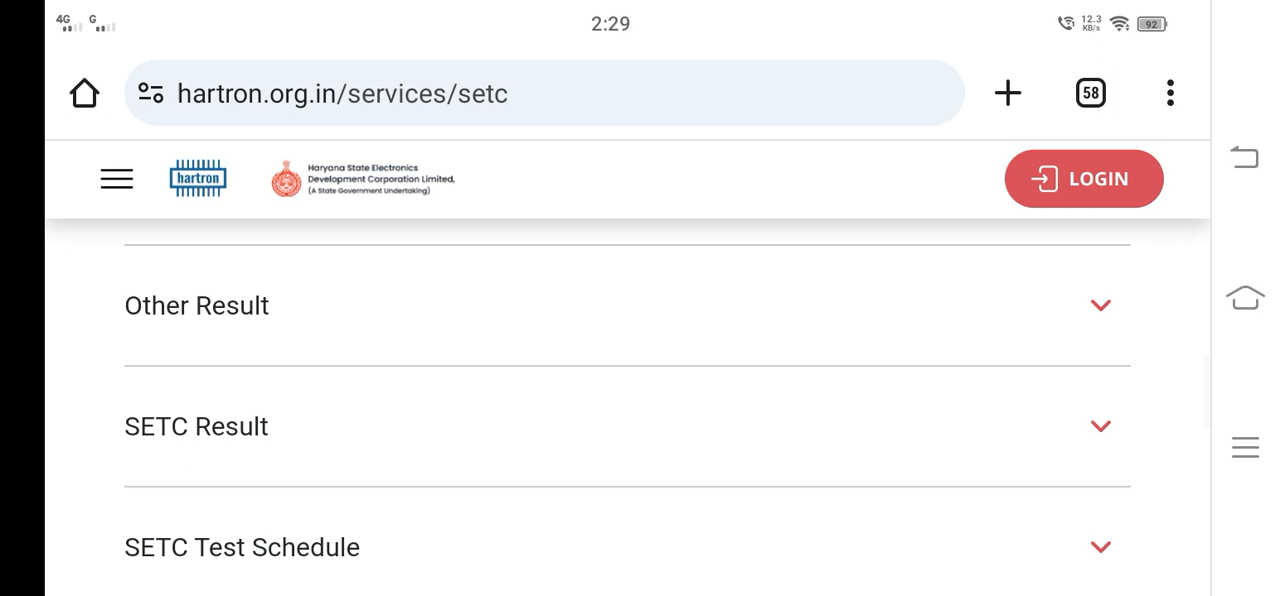 4G G 2:29 12.3 KB/s 92
hartron.org.in/services/setc 58
hartron
Haryana State Electronics
Development Corporation Limited,
(A State Government Undertaking)
LOGIN
Other Result
SETC Result
SETC Test Schedule